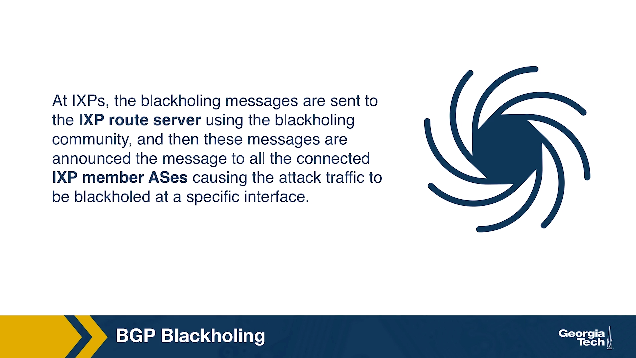 At IXPs, the blackholing messages are sent to
the IXP route server using the blackholing
community, and then these messages are
announced the message to all the connected
IXP member ASes causing the attack traffic to
be blackholed at a specific interface.
BGP Blackholing
Georgia
Tech